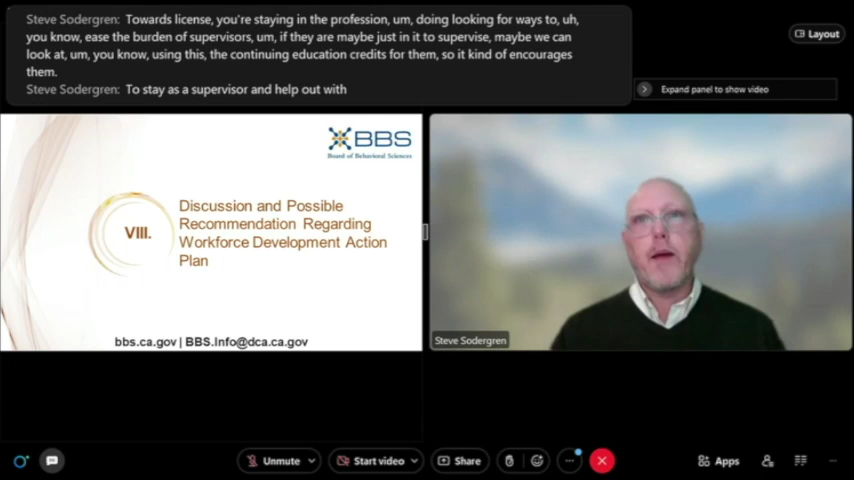 Steve Sodergren: Towards license, you're staying in the profession, um, doing looking for ways to, uh,
you know, ease the burden of supervisors, um, if they are maybe just in it to supervise, maybe we can
look at, um, you know, using this, the continuing education credits for them, so it kind of encourages
them.
Steve Sodergren: To stay as a supervisor and help out with
Layout
Expand panel to show video
BBS
Board of Behavioral Sciences
VIII.
Discussion and Possible
Recommendation Regarding
Workforce Development Action
Plan
bbs.ca.gov | BBS.Info@dca.ca.gov
Steve Sodergren
Unmute
Start video
Share
Apps